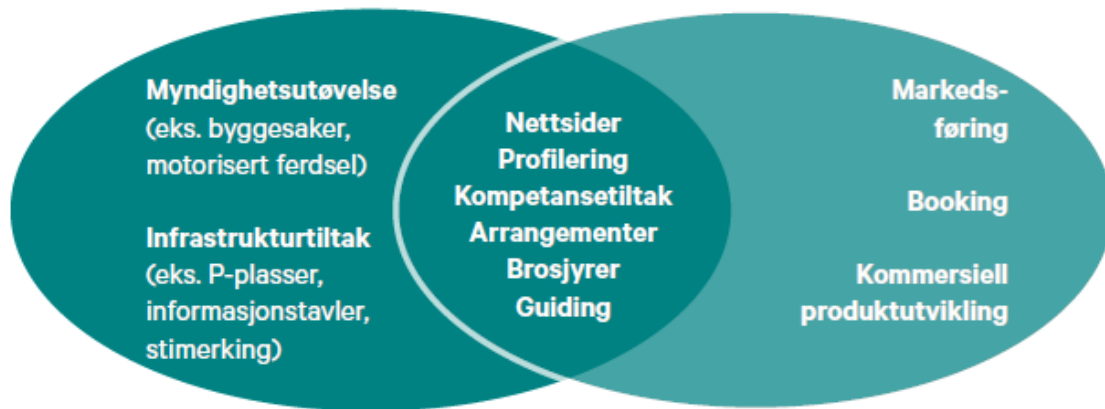 Myndighetsutøvelse
(eks. byggesaker,
motorisert ferdsel)
Infrastrukturtiltak
(eks. P-plasser,
informasjonstavler,
stimerking)
Nettsider
Profilering
Kompetansetiltak
Arrangementer
Brosjyrer
Guiding
Markeds-
føring
Booking
Kommersiell
produktutvikling